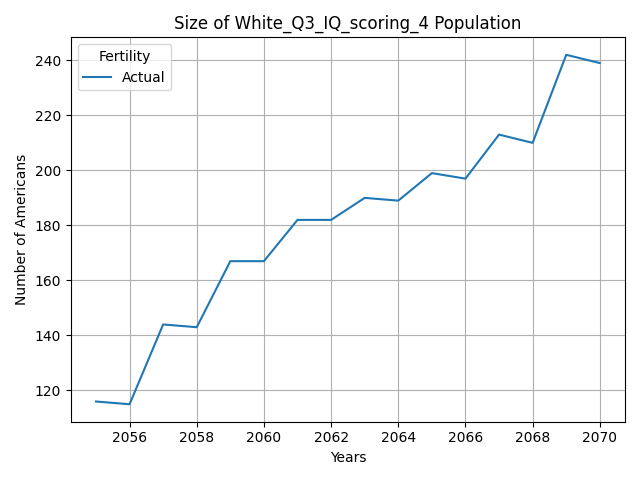 Size of White_Q3_IQ_scoring_4 Population
Fertility
Actual
Number of Americans
240
220
200
180
160
140
120
2056 2058 2060 2062 2064 2066 2068 2070
Years